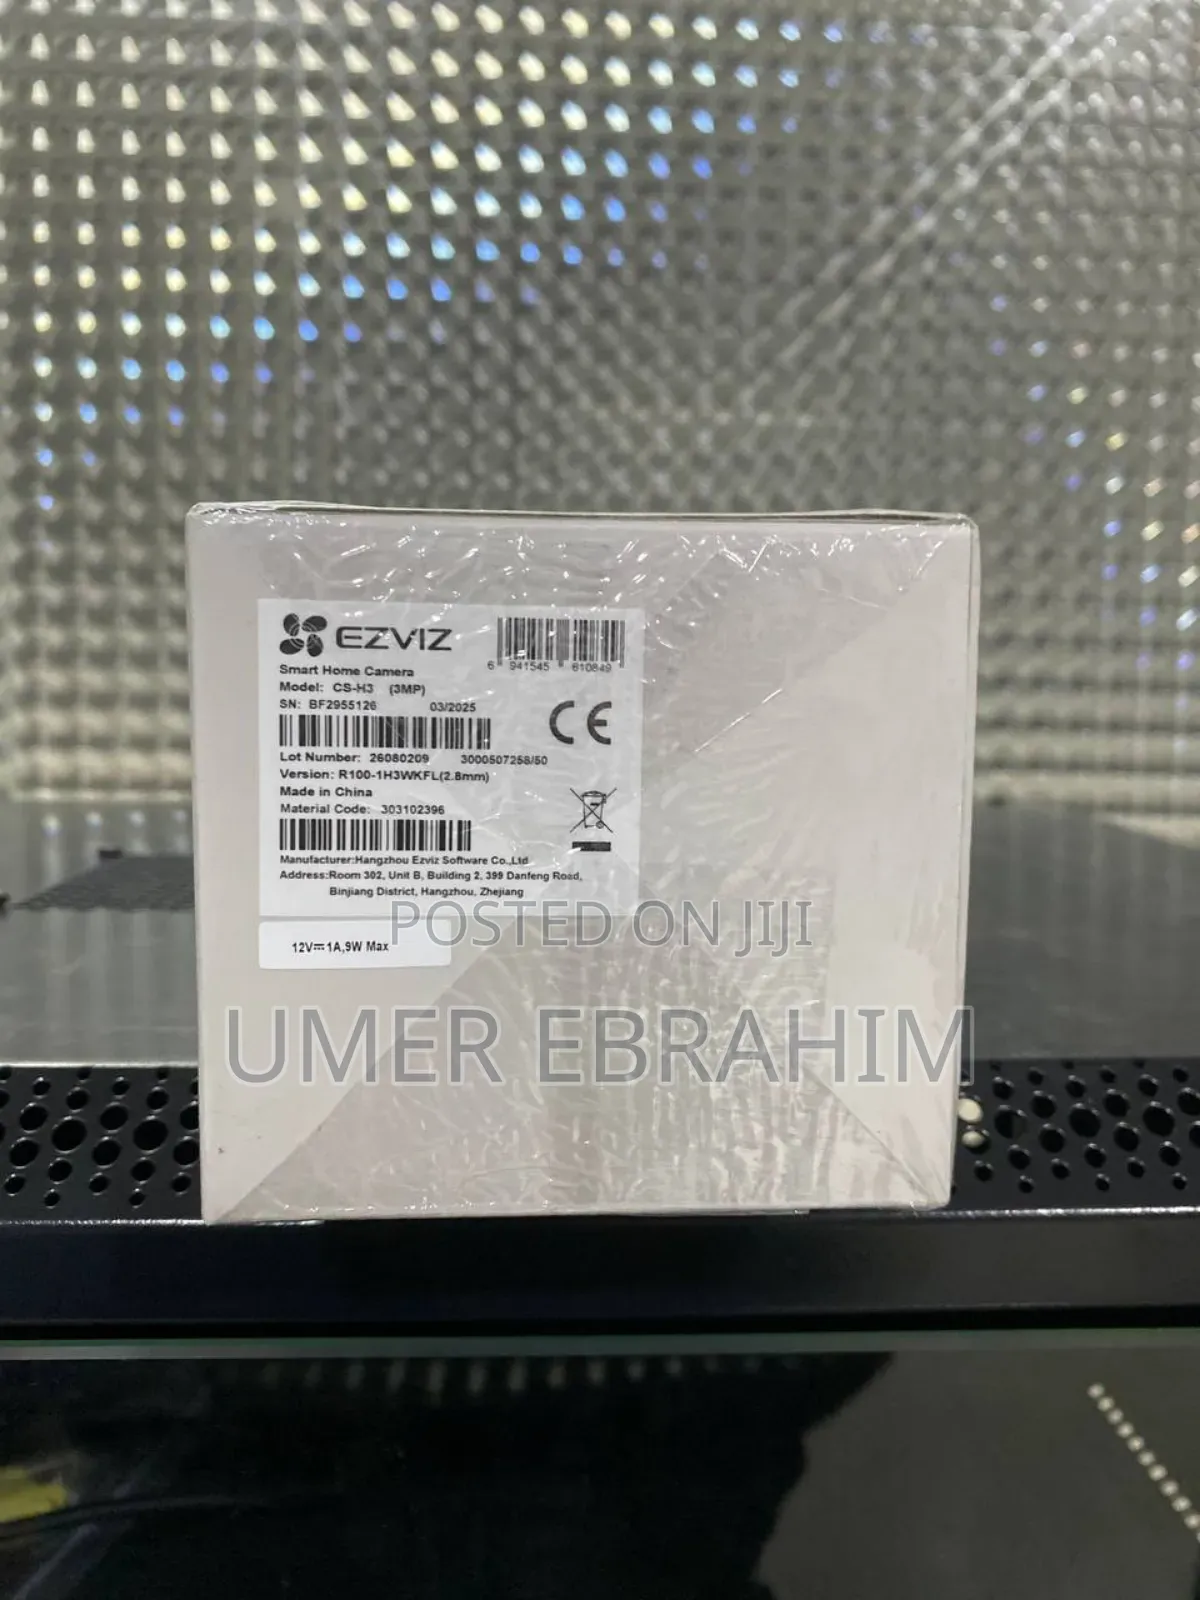 EZVIZ
6 941545 610849
Smart Home Camera
Model: CS-H3 (3MP)
SN: BF2955126 03/2025
CE
Lot Number: 26080209 3000507258/50
Version: R100-1H3WKFL(2.8mm)
Made in China
Material Code: 303102396
Manufacturer:Hangzhou Ezviz Software Co.,Ltd
Address:Room 302, Unit B, Building 2, 399 Danfeng Road,
Binjiang District, Hangzhou, Zhejiang
12V⎓1A,9W Max
POSTED ON JIJI
UMER EBRAHIM